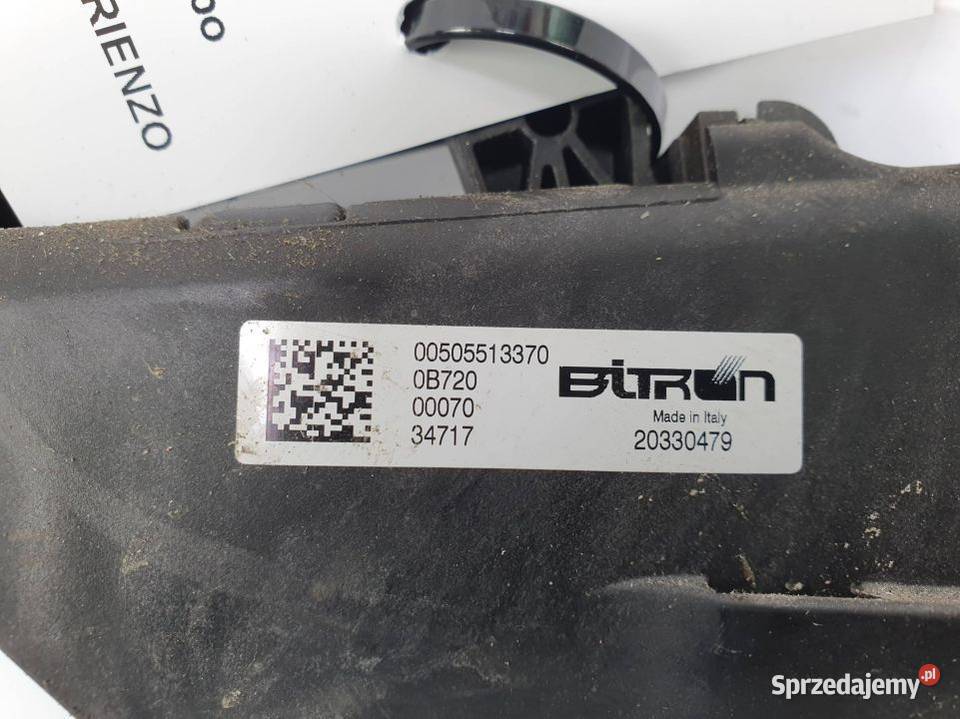 RIENZO
00505513370
0B720
00070
34717
BiTRON
Made in Italy
20330479
Sprzedajemy.pl